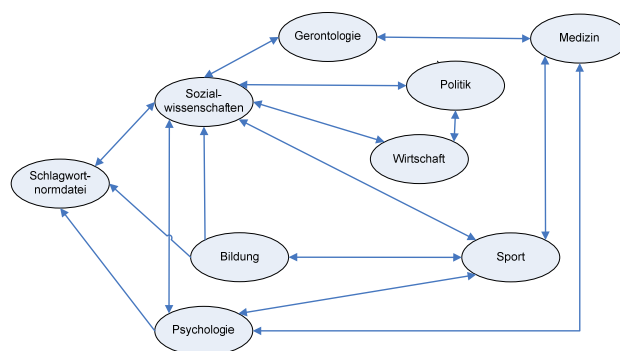 Gerontologie
Medizin
Sozial-
wissenschaften
Politik
Wirtschaft
Schlagwort-
normdatei
Bildung
Sport
Psychologie